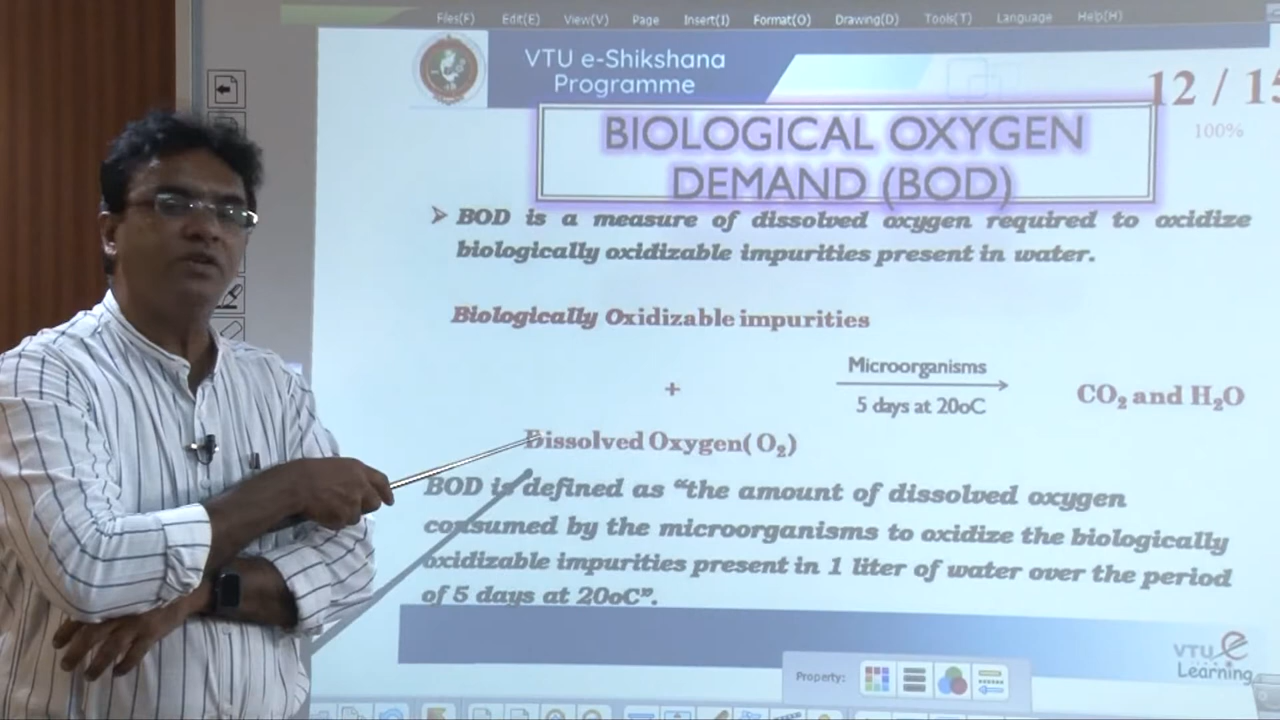 Files(F) Edit(E) View(V) Page Insert(I) Format(O) Drawing(D) Tools(T) Language Help(H)
VTU e-Shikshana
Programme
12 / 15
100%
BIOLOGICAL OXYGEN
DEMAND (BOD)
➢ BOD is a measure of dissolved oxygen required to oxidize
biologically oxidizable impurities present in water.
Biologically Oxidizable impurities
+
Microorganisms
5 days at 20oC
CO₂ and H₂O
Dissolved Oxygen( O₂)
BOD is defined as “the amount of dissolved oxygen
consumed by the microorganisms to oxidize the biologically
oxidizable impurities present in 1 liter of water over the period
of 5 days at 20oC”.
VTU e
Learning
Property: